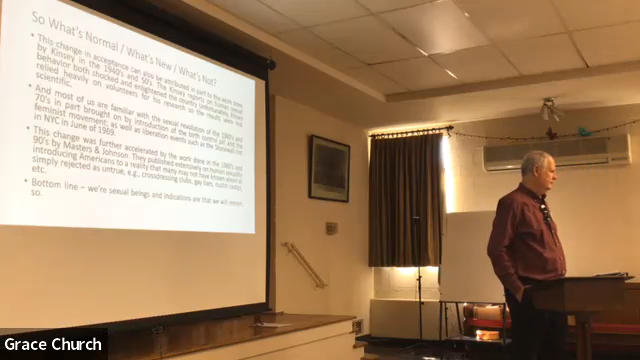 So What's Normal / What's New / What's Not?
• This change in acceptance can also be attributed in part to the work done
by Kinsey in the 1940's and 50's. The Kinsey reports on human sexual
behavior both shocked and enlightened the country. Unfortunately, Kinsey
relied heavily on volunteers for his research so the results were not
scientific.
• And most of us are familiar with the sexual revolution of the 1960's and
70's in part brought on by introduction of the birth control pill and the
feminist movement; as well as liberation events such as the Stonewall riots
in NYC in June of 1969.
• This change was further accelerated by the work done in the 1960's and
90's by Masters & Johnson. They published extensively on human sexuality
introducing Americans to a reality that many may not have known about or
simply rejected as untrue, e.g., crossdressing clubs, gay bars, nudist
etc.
• Bottom line – we're sexual beings and indications are that we will remain
so.
Grace Church